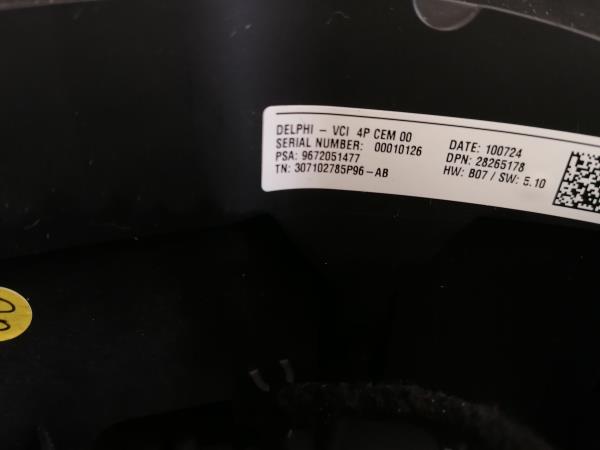 DELPHI - VCI 4P CEM 00
SERIAL NUMBER: 00010126
PSA: 9672051477
TN: 307102785P96-AB
DATE: 100724
DPN: 28265178
HW: B07 / SW: 5.10